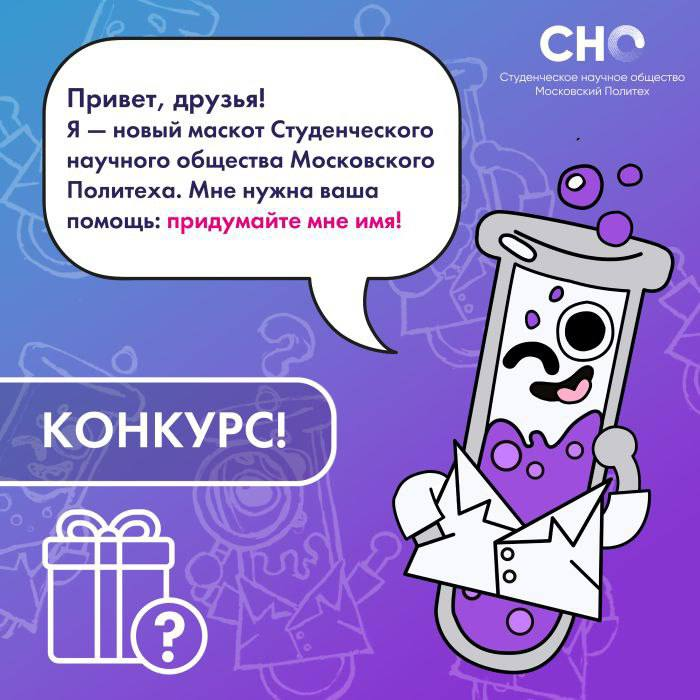 СНО
Студенческое научное общество
Московский Политех
Привет, друзья!
Я — новый маскот Студенческого
научного общества Московского
Политеха. Мне нужна ваша
помощь: придумайте мне имя!
КОНКУРС!
?